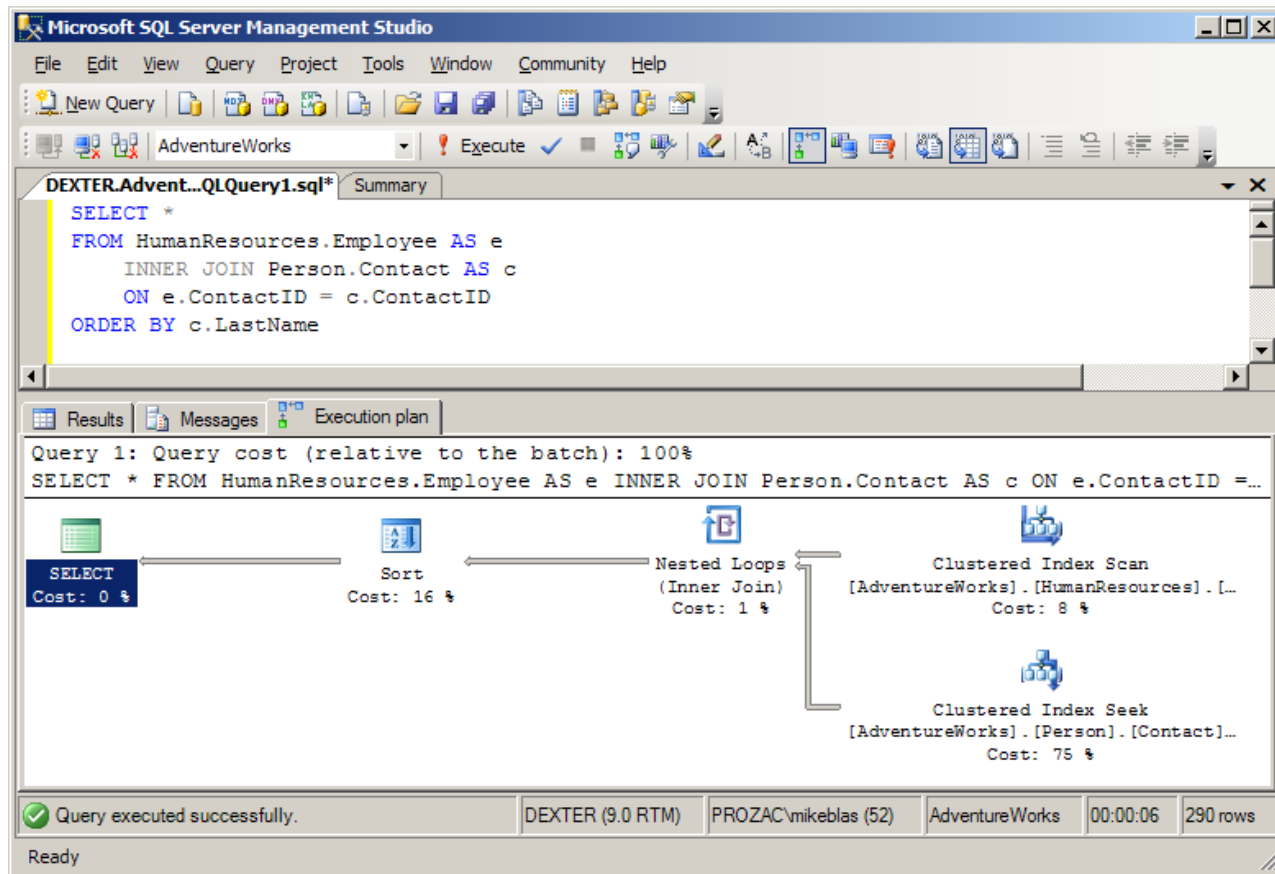 Microsoft SQL Server Management Studio
File Edit View Query Project Tools Window Community Help
New Query
AdventureWorks Execute
DEXTER.Advent...QLQuery1.sql* Summary
SELECT *
FROM HumanResources.Employee AS e
INNER JOIN Person.Contact AS c
ON e.ContactID = c.ContactID
ORDER BY c.LastName
Results Messages Execution plan
Query 1: Query cost (relative to the batch): 100%
SELECT * FROM HumanResources.Employee AS e INNER JOIN Person.Contact AS c ON e.ContactID =…
SELECT
Cost: 0 %
Sort
Cost: 16 %
Nested Loops
(Inner Join)
Cost: 1 %
Clustered Index Scan
[AdventureWorks].[HumanResources].[…
Cost: 8 %
Clustered Index Seek
[AdventureWorks].[Person].[Contact]…
Cost: 75 %
Query executed successfully. DEXTER (9.0 RTM) PROZAC\mikeblas (52) AdventureWorks 00:00:06 290 rows
Ready